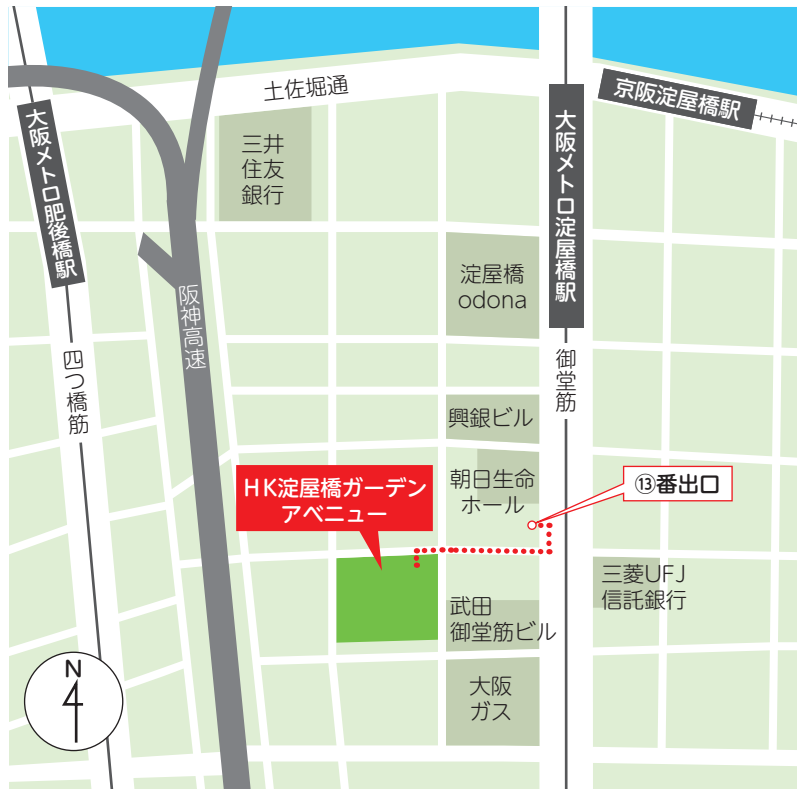 土佐堀通
京阪淀屋橋駅
大阪メトロ肥後橋駅
三井
住友
銀行
大阪メトロ淀屋橋駅
淀屋橋
odona
阪神高速
四つ橋筋
御堂筋
興銀ビル
朝日生命
ホール
⑬番出口
HK淀屋橋ガーデン
アベニュー
三菱UFJ
信託銀行
武田
御堂筋ビル
大阪
ガス
N